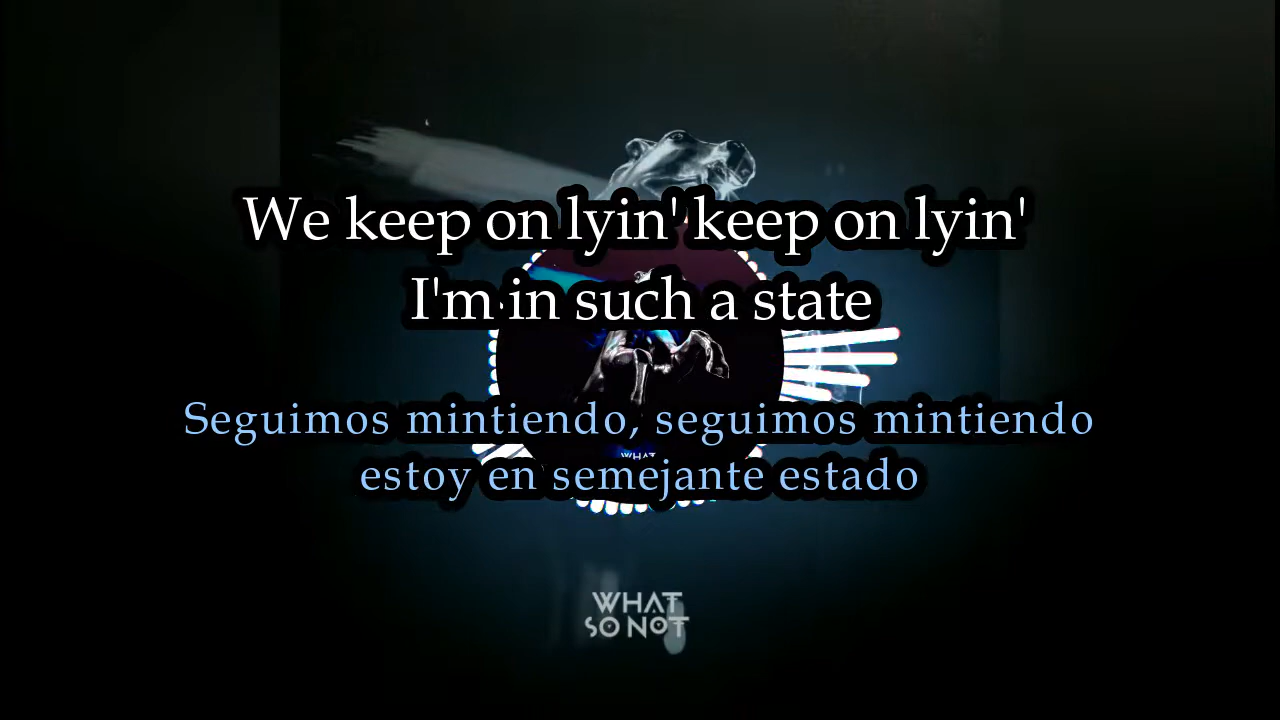 We keep on lyin' keep on lyin'
I'm in such a state
Seguimos mintiendo, seguimos mintiendo
estoy en semejante estado
WHAT
WHAT
SO NOT